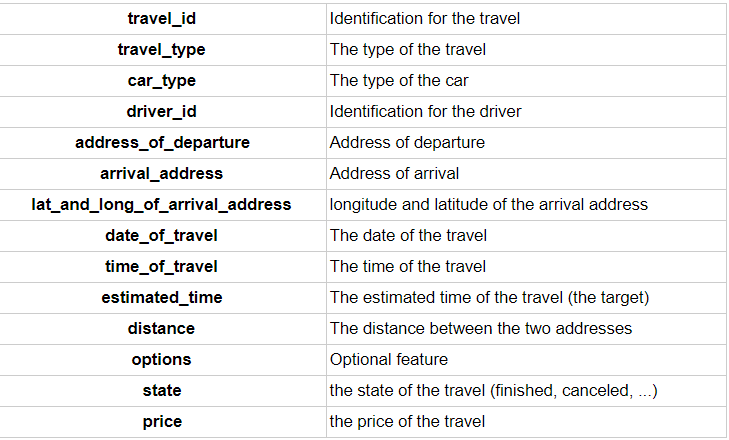 travel_id Identification for the travel
travel_type The type of the travel
car_type The type of the car
driver_id Identification for the driver
address_of_departure Address of departure
arrival_address Address of arrival
lat_and_long_of_arrival_address longitude and latitude of the arrival address
date_of_travel The date of the travel
time_of_travel The time of the travel
estimated_time The estimated time of the travel (the target)
distance The distance between the two addresses
options Optional feature
state the state of the travel (finished, canceled, ...)
price the price of the travel